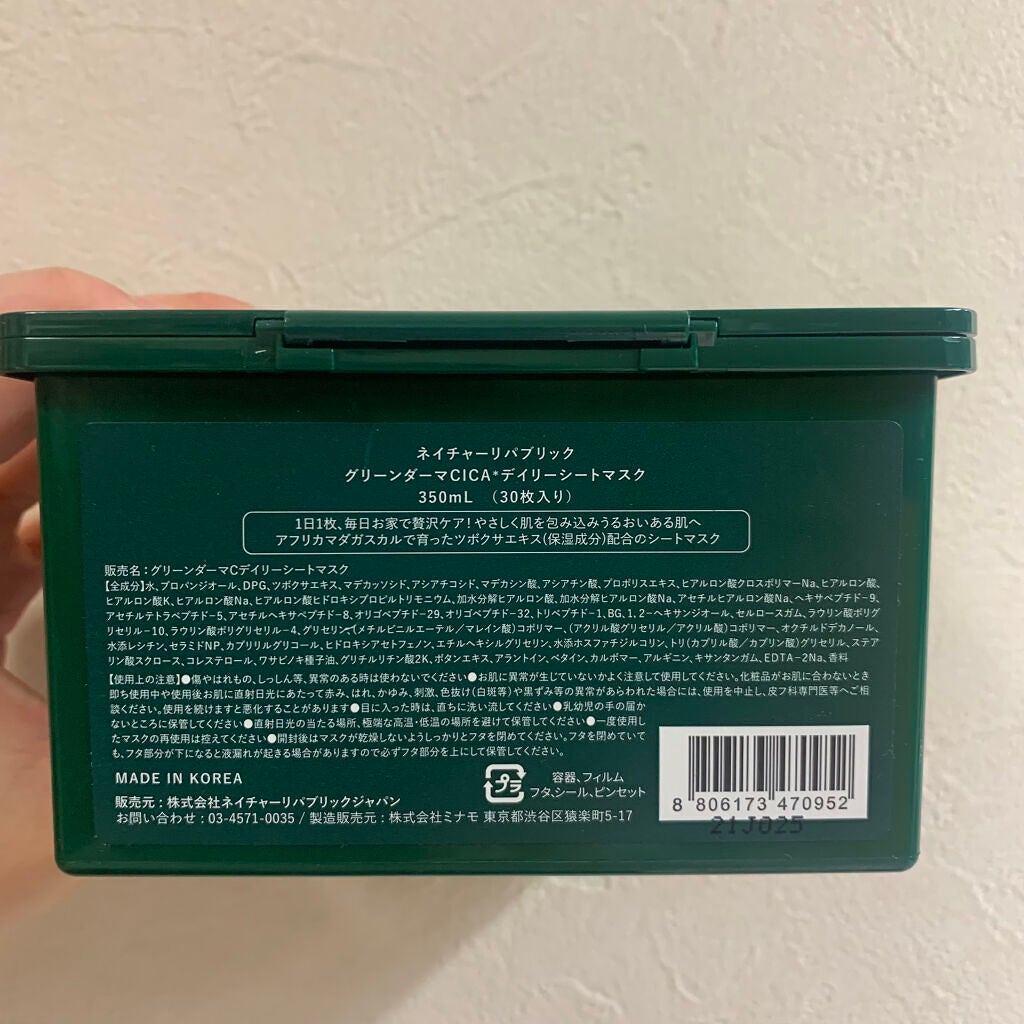 ネイチャーリパブリック
グリーンダーマCICA*デイリーシートマスク
350mL （30枚入り）
1日1枚、毎日お家で贅沢ケア！やさしく肌を包み込みうるおいある肌へ
アフリカマダガスカルで育ったツボクサエキス(保湿成分)配合のシートマスク
販売名：グリーンダーマCデイリーシートマスク
【全成分】水、プロパンジオール、DPG、ツボクサエキス、マデカッソシド、アシアチコシド、マデカシン酸、アシアチン酸、プロポリスエキス、ヒアルロン酸クロスポリマーNa、ヒアルロン酸、
ヒアルロン酸K、ヒアルロン酸Na、ヒアルロン酸ヒドロキシプロピルトリモニウム、加水分解ヒアルロン酸、加水分解ヒアルロン酸Na、アセチルヒアルロン酸Na、ヘキサペプチド-9、
アセチルテトラペプチド-5、アセチルヘキサペプチド-8、オリゴペプチド-29、オリゴペプチド-32、トリペプチド-1、BG、1,2-ヘキサンジオール、セルロースガム、ラウリン酸ポリグ
リセリル-10、ラウリン酸ポリグリセリル-4、グリセリン、(メチルビニルエーテル／マレイン酸)コポリマー、(アクリル酸グリセリル／アクリル酸)コポリマー、オクチルドデカノール、
水添レシチン、セラミドNP、カプリリルグリコール、ヒドロキシアセトフェノン、エチルヘキシルグリセリン、水添ホスファチジルコリン、トリ(カプリル酸／カプリン酸)グリセリル、ステア
リン酸スクロース、コレステロール、ワサビノキ種子油、グリチルリチン酸2K、ボタンエキス、アラントイン、ベタイン、カルボマー、アルギニン、キサンタンガム、EDTA-2Na、香料
【使用上の注意】●傷やはれもの、しっしん等、異常のある時は使わないでください●お肌に異常が生じていないかよく注意して使用してください。化粧品がお肌に合わないとき
即ち使用中や使用後お肌に直射日光にあたって赤み、はれ、かゆみ、刺激、色抜け(白斑等)や黒ずみ等の異常があらわれた場合には、使用を中止し、皮フ科専門医等へご相
談ください。使用を続けますと悪化することがあります●目に入った時は、直ちに洗い流してください●乳幼児の手の届か
ないところに保管してください●直射日光の当たる場所、極端な高温・低温の場所を避けて保管してください●一度使用し
たマスクの再使用は控えてください●開封後はマスクが乾燥しないようしっかりとフタを閉めてください。フタを閉めていて
も、フタ部分が下になると液漏れが起きる場合がありますので必ずフタ部分を上にして保管してください。
MADE IN KOREA
プラ
容器、フィルム
フタ、シール、ピンセット
販売元：株式会社ネイチャーリパブリックジャパン
お問い合わせ：03-4571-0035 / 製造販売元：株式会社ミナモ 東京都渋谷区猿楽町5-17
8 806173 470952
21J025